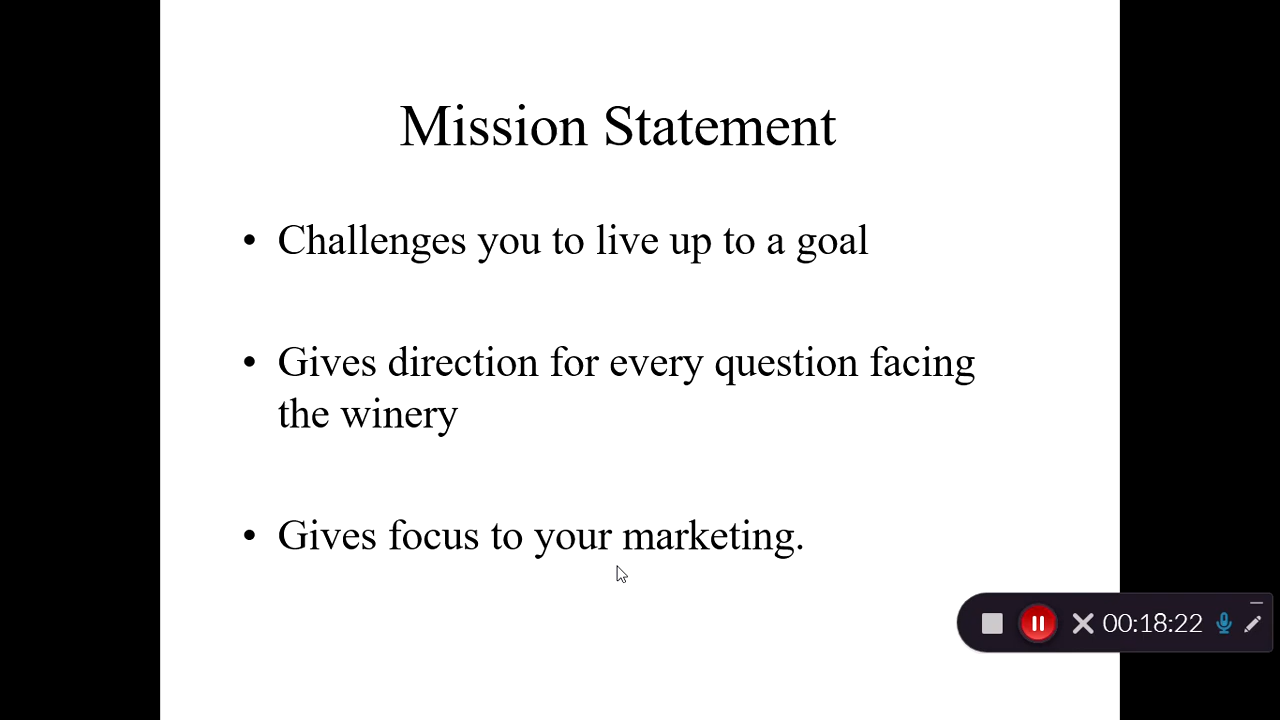 Mission Statement
• Challenges you to live up to a goal
• Gives direction for every question facing
the winery
• Gives focus to your marketing.
00:18:22